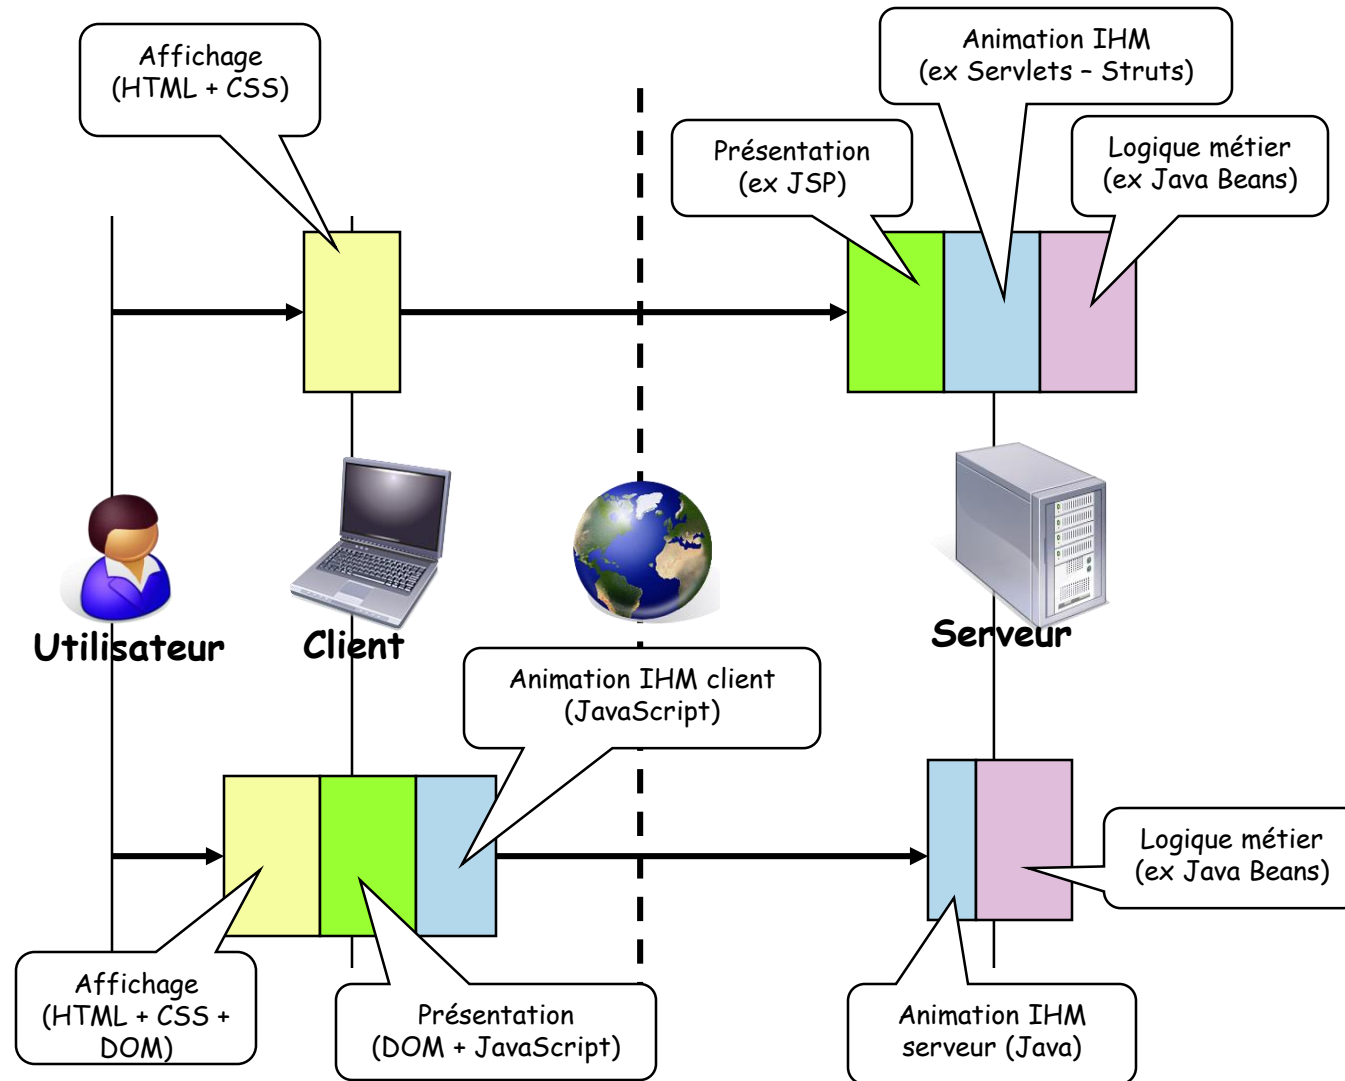 Affichage
(HTML + CSS)
Animation IHM
(ex Servlets – Struts)
Présentation
(ex JSP)
Logique métier
(ex Java Beans)
Utilisateur
Client
Serveur
Animation IHM client
(JavaScript)
Logique métier
(ex Java Beans)
Affichage
(HTML + CSS +
DOM)
Présentation
(DOM + JavaScript)
Animation IHM
serveur (Java)